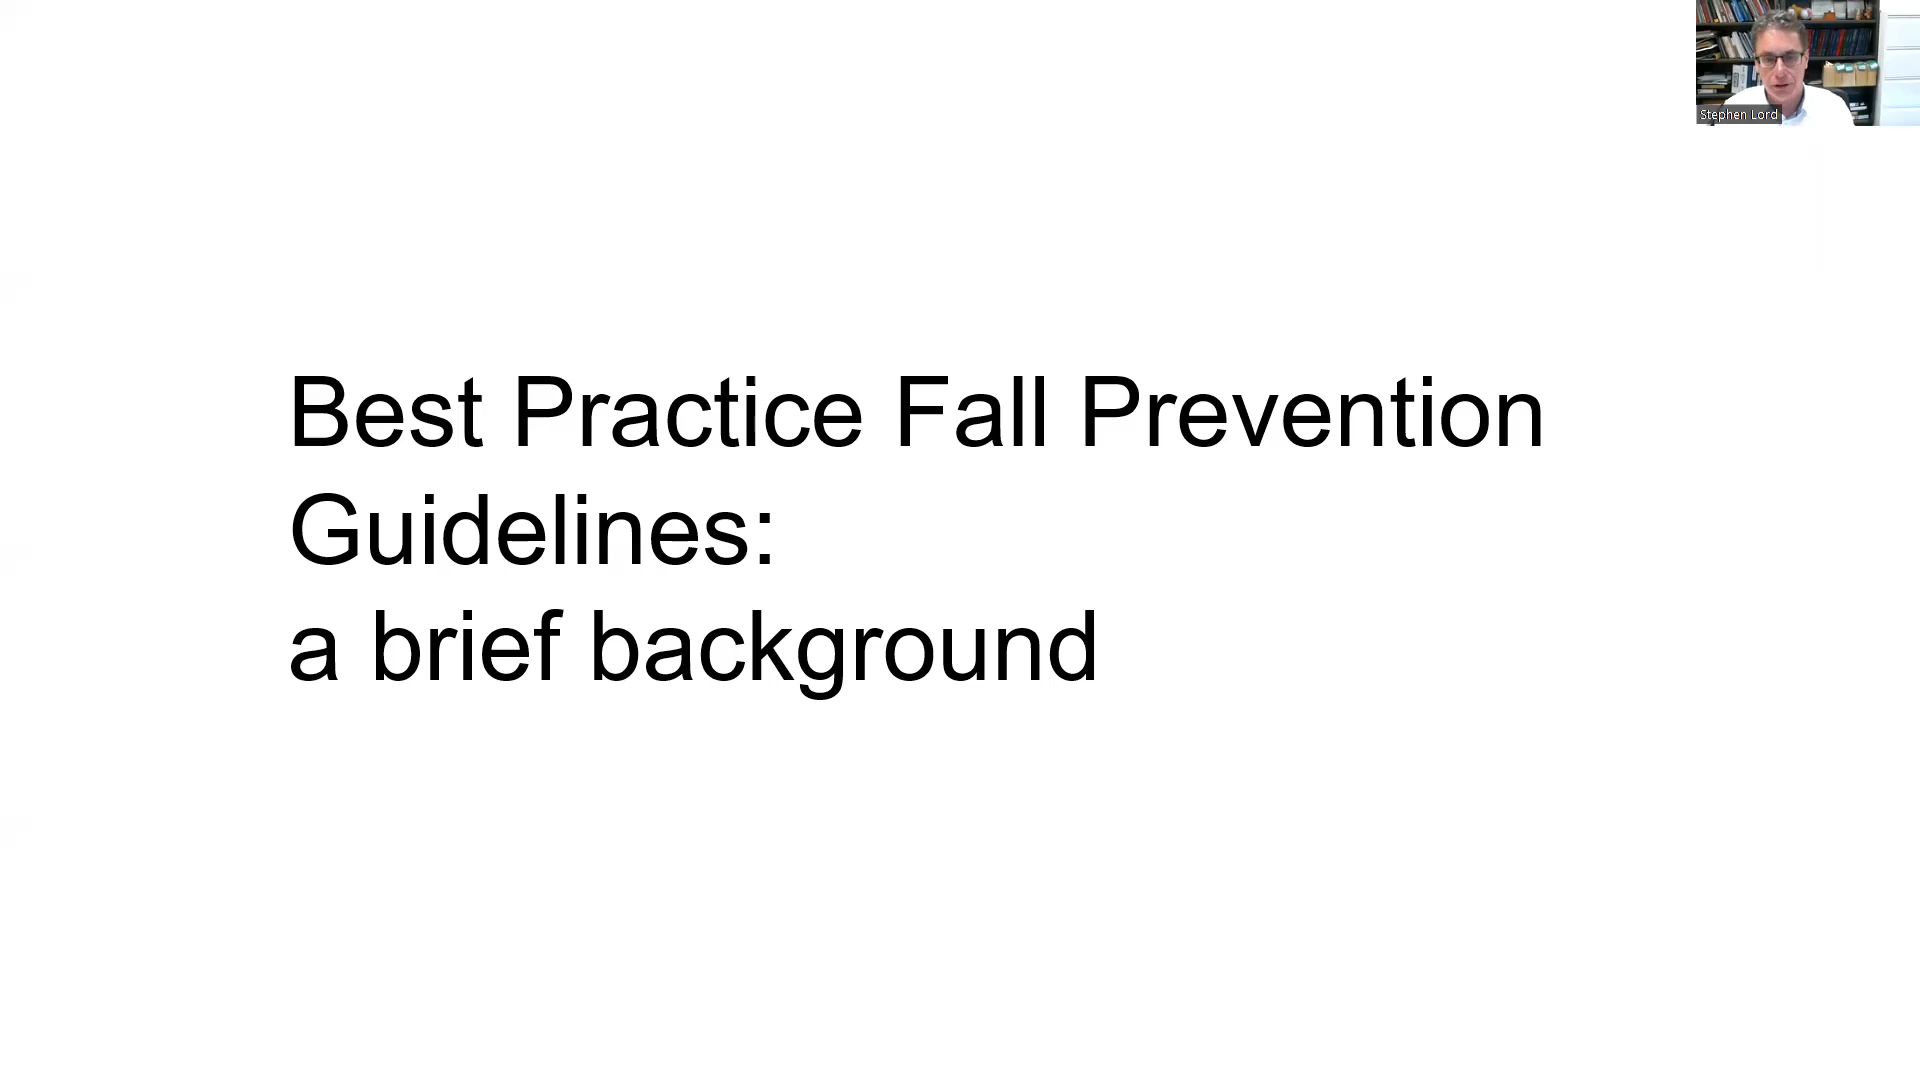 Stephen Lord
Best Practice Fall Prevention
Guidelines:
a brief background